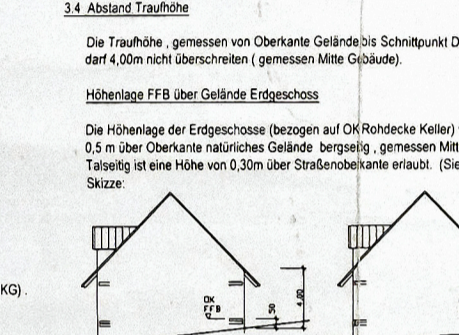 3.4 Abstand Traufhöhe
Die Traufhöhe , gemessen von Oberkante Gelände bis Schnittpunkt D
darf 4,00m nicht überschreiten ( gemessen Mitte Gebäude).
Höhenlage FFB über Gelände Erdgeschoss
Die Höhenlage der Erdgeschosse (bezogen auf OK Rohdecke Keller)
0,5 m über Oberkante natürliches Gelände bergseitig , gemessen Mitt
Talseitig ist eine Höhe von 0,30m über Straßenoberkante erlaubt. (Sie
Skizze:
KG) .
OK
FFB
50
4,00